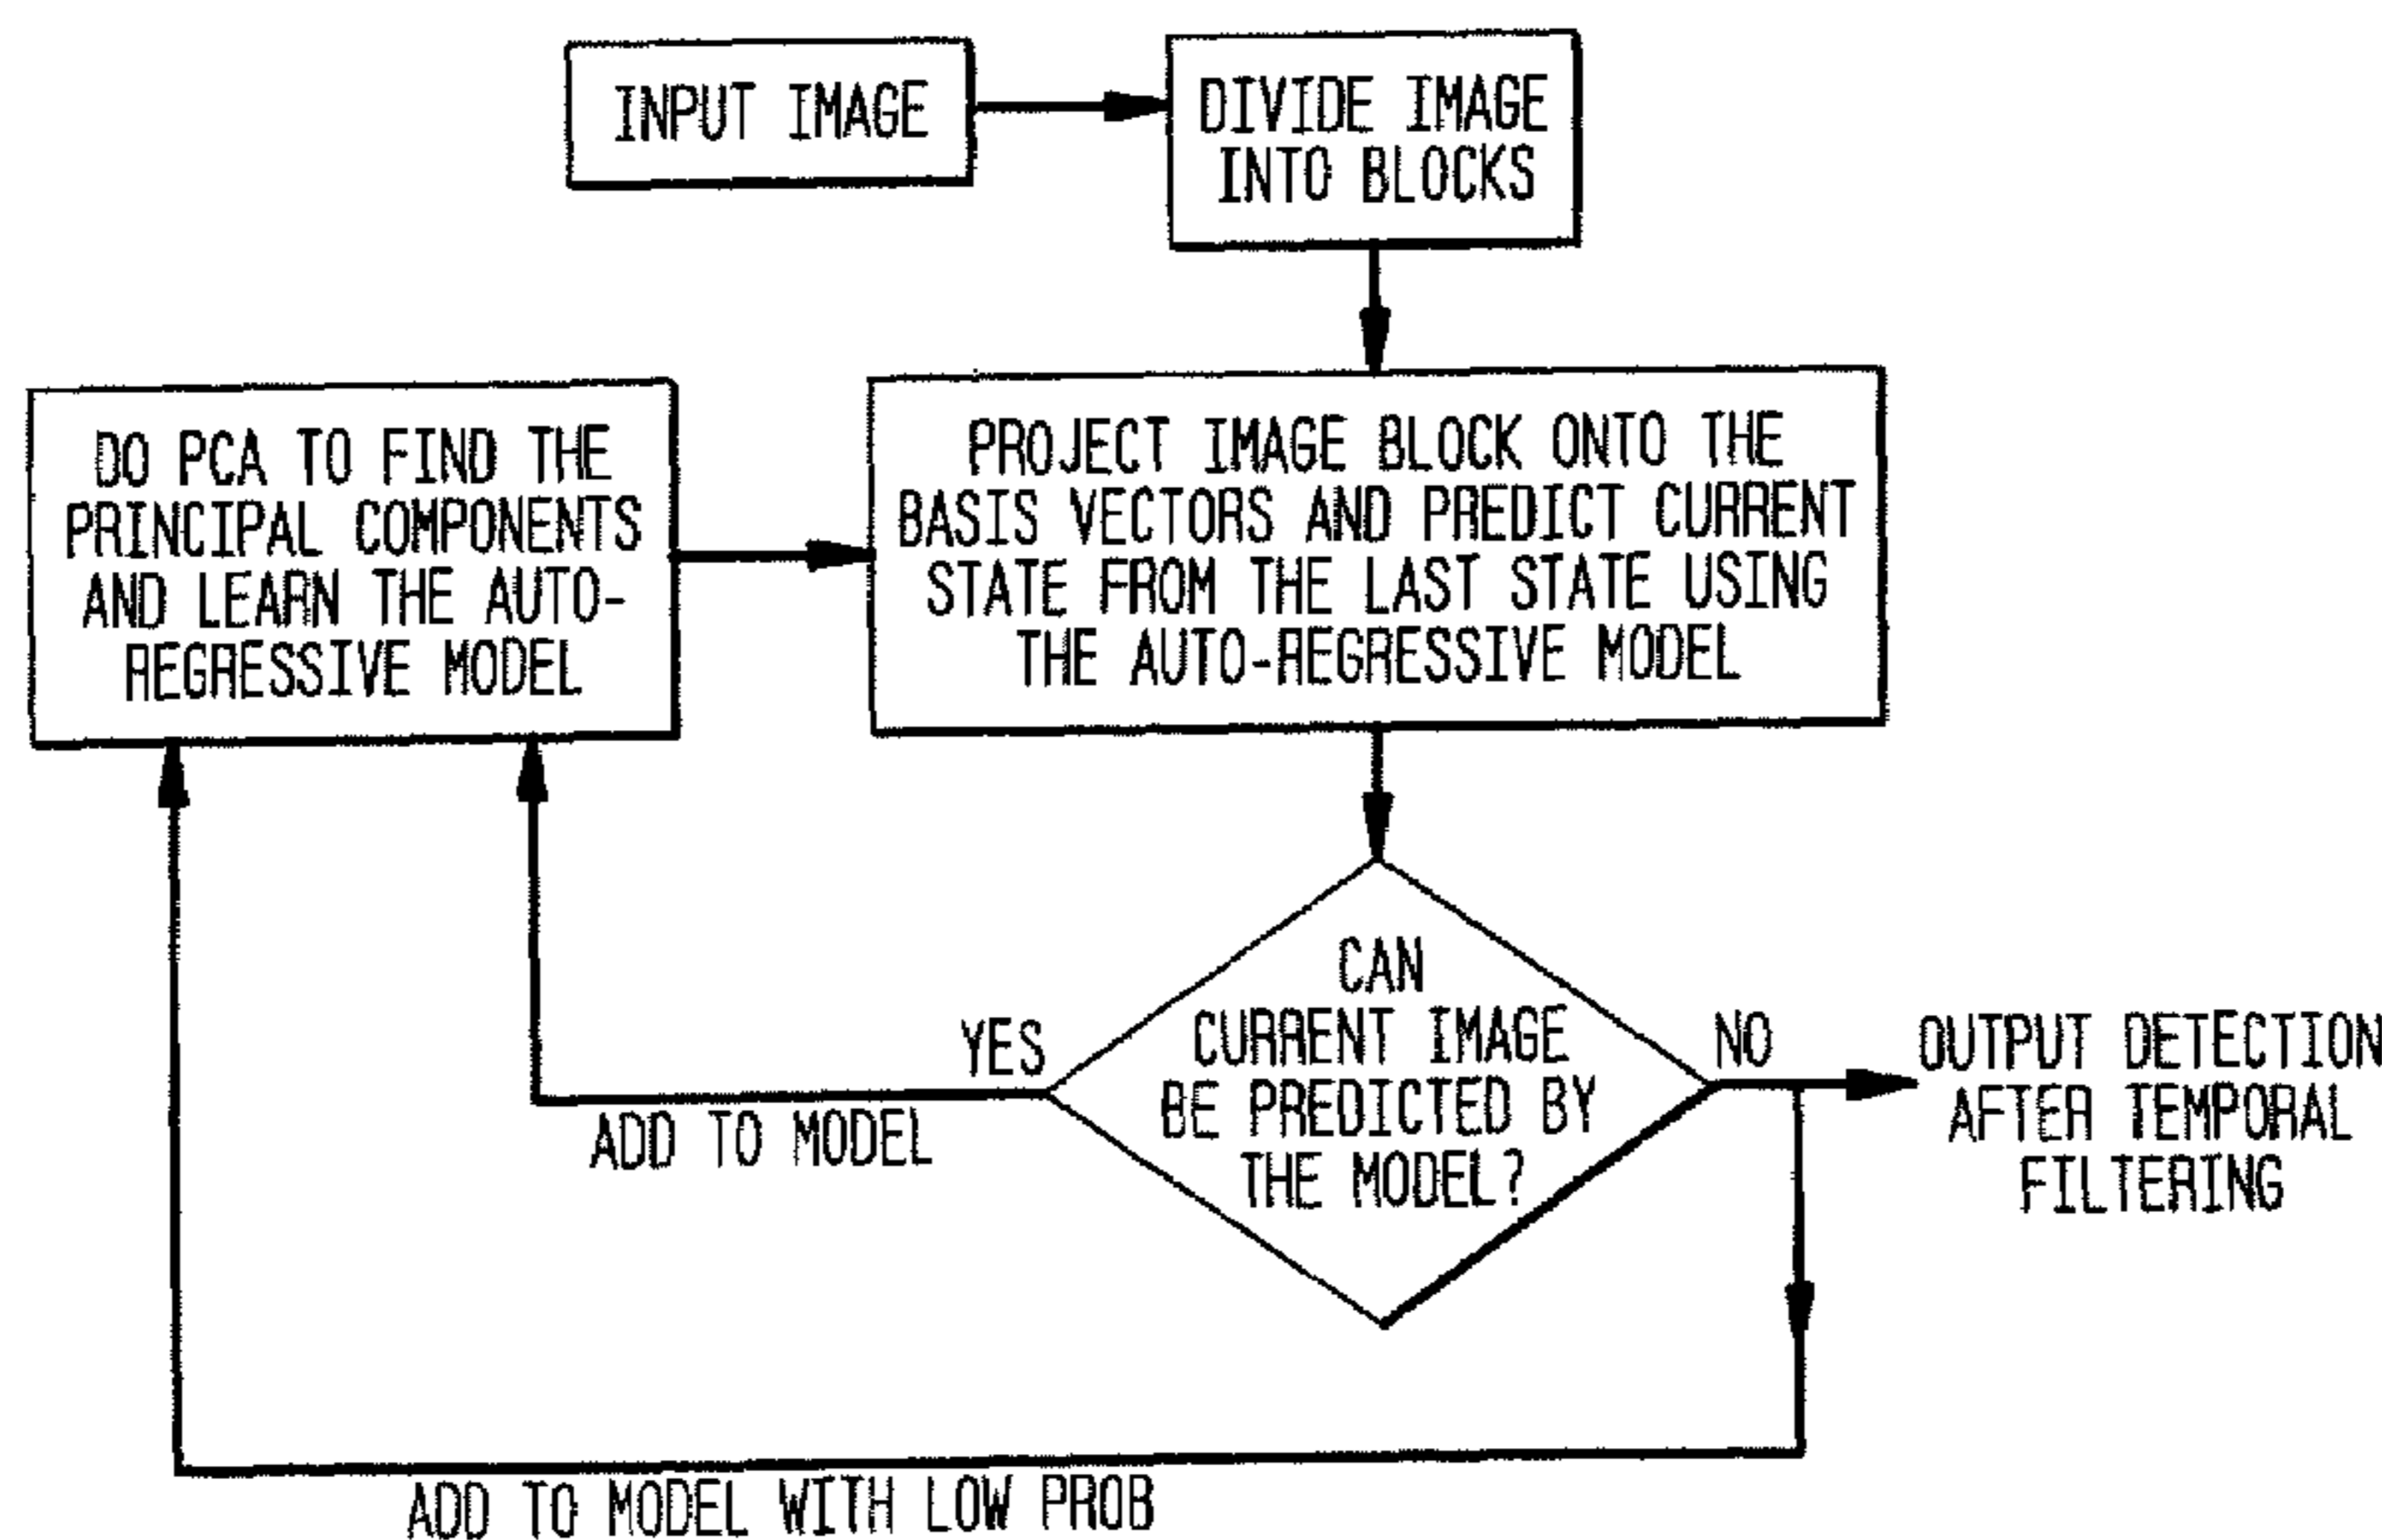 INPUT IMAGE
DIVIDE IMAGE
INTO BLOCKS
DO PCA TO FIND THE
PRINCIPAL COMPONENTS
AND LEARN THE AUTO-
REGRESSIVE MODEL
PROJECT IMAGE BLOCK ONTO THE
BASIS VECTORS AND PREDICT CURRENT
STATE FROM THE LAST STATE USING
THE AUTO-REGRESSIVE MODEL
CAN
CURRENT IMAGE
BE PREDICTED BY
THE MODEL?
YES
ADD TO MODEL
NO
OUTPUT DETECTION
AFTER TEMPORAL
FILTERING
ADD TO MODEL WITH LOW PROB